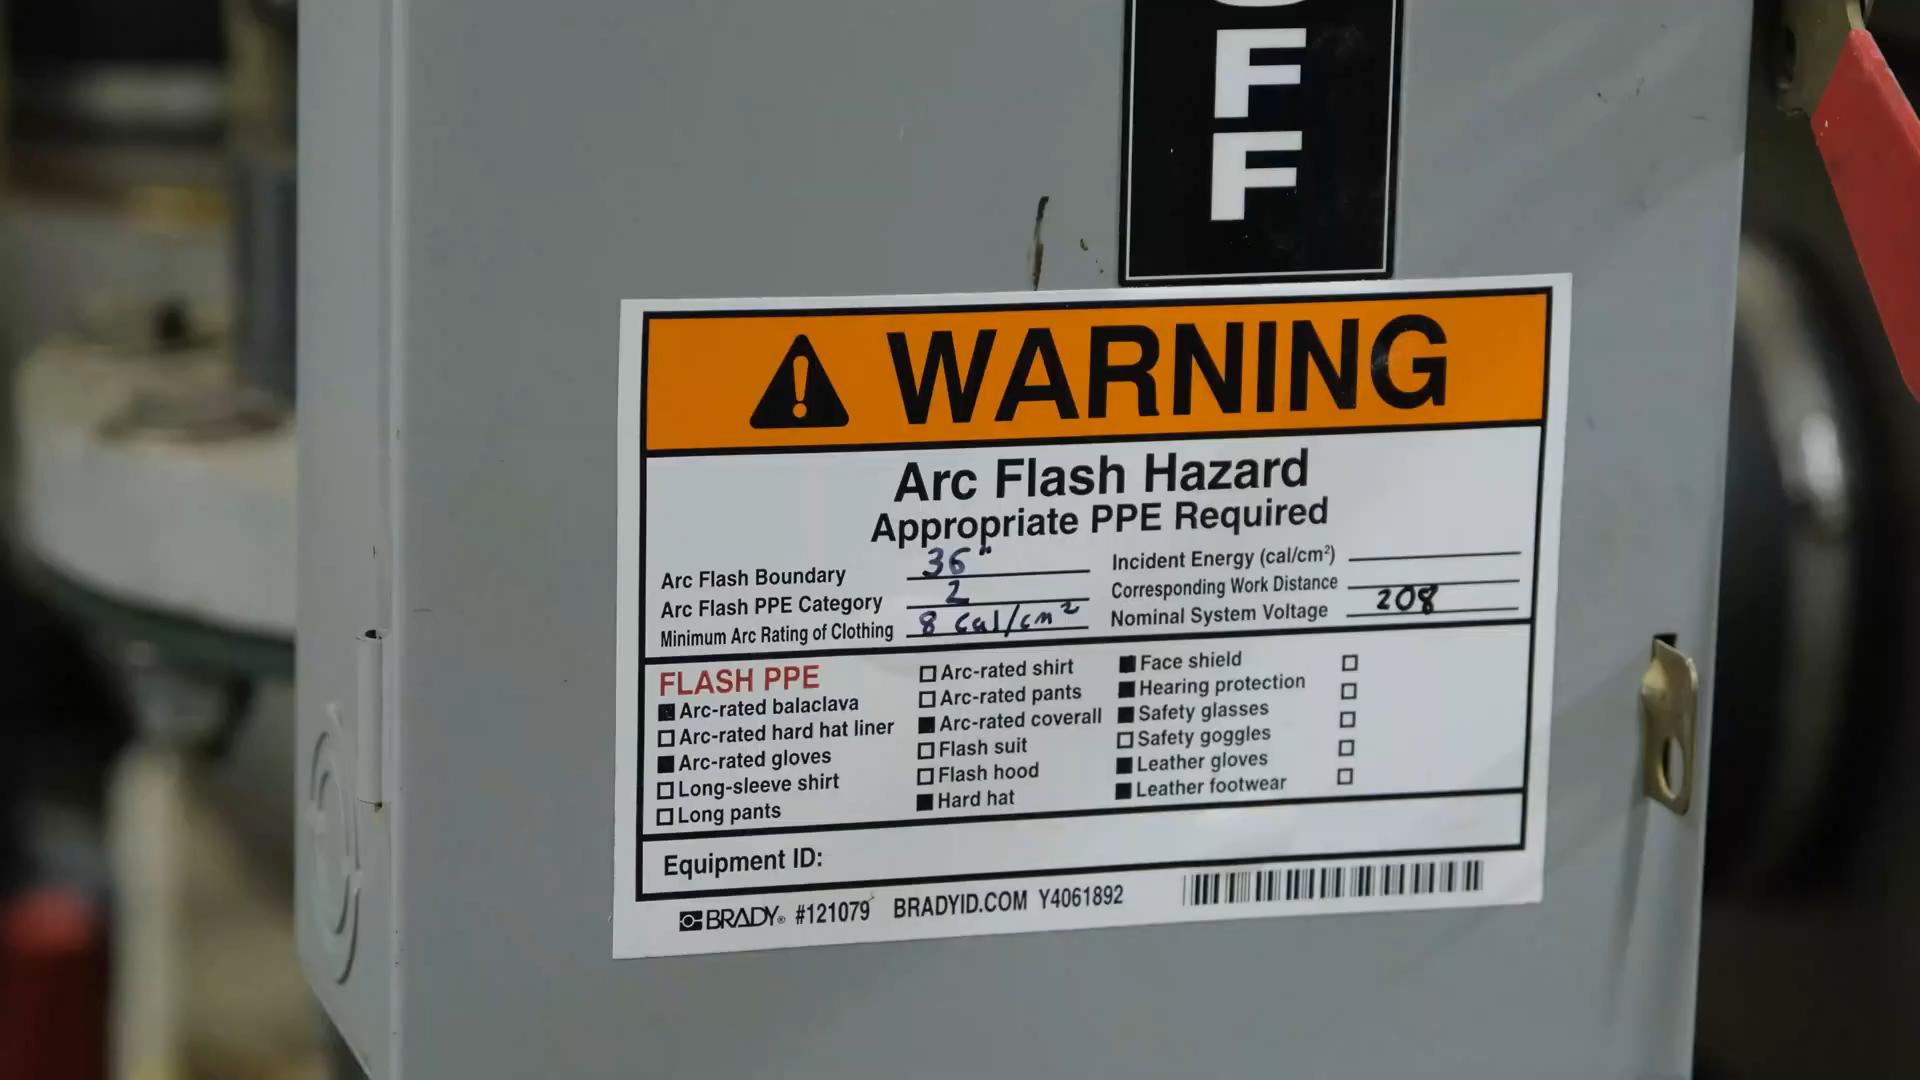 F
F
WARNING
Arc Flash Hazard
Appropriate PPE Required
Arc Flash Boundary 36"
Arc Flash PPE Category 2
Minimum Arc Rating of Clothing 8 Cal/cm²
Incident Energy (cal/cm²)
Corresponding Work Distance
Nominal System Voltage 208
FLASH PPE
Arc-rated balaclava
Arc-rated hard hat liner
Arc-rated gloves
Long-sleeve shirt
Long pants
Arc-rated shirt
Arc-rated pants
Arc-rated coverall
Flash suit
Flash hood
Hard hat
Face shield
Hearing protection
Safety glasses
Safety goggles
Leather gloves
Leather footwear
Equipment ID:
BRADY® #121079 BRADYID.COM Y4061892